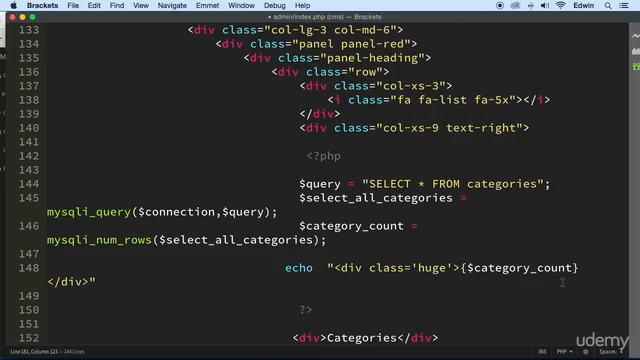 Brackets File Edit Find View Navigate Emmet Window Debug Help Edwin
• admin/index.php (cms) — Brackets
133 <div class="col-lg-3 col-md-6">
134 <div class="panel panel-red">
135 <div class="panel-heading">
136 <div class="row">
137 <div class="col-xs-3">
138 <i class="fa fa-list fa-5x"></i>
139 </div>
140 <div class="col-xs-9 text-right">
142 <?php
144 $query = "SELECT * FROM categories";
145 $select_all_categories =
mysqli_query($connection,$query);
146 $category_count =
mysqli_num_rows($select_all_categories);
147
148 echo "<div class='huge'>{$category_count}
</div>"
149
150 ?>
152 <div>Categories</div>
Line 181, Column 123 — 244 Lines INS PHP Spaces: 4
udemy